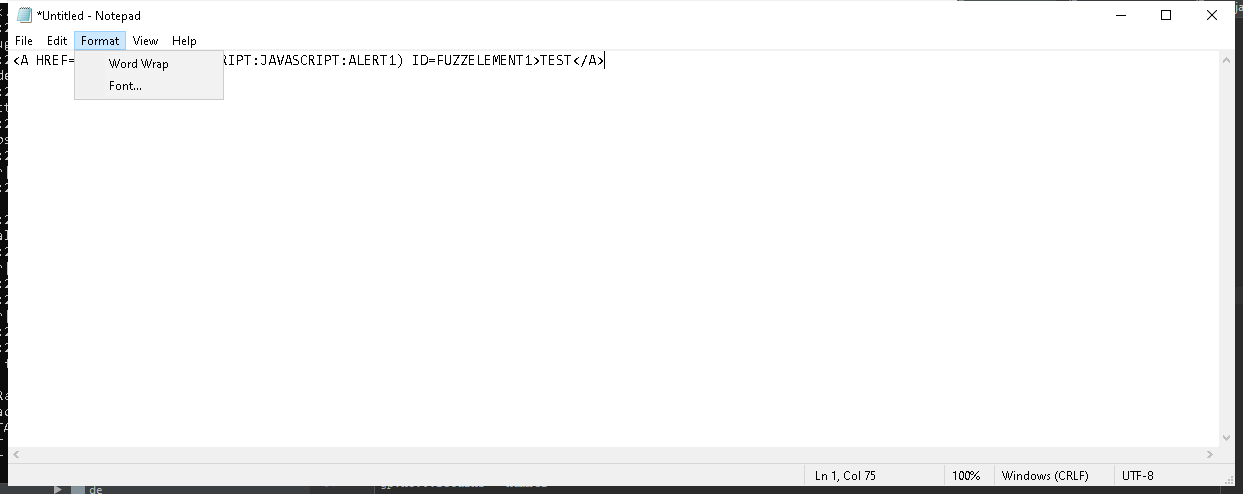 *Untitled - Notepad
File Edit Format View Help
<A HREF= RIPT:JAVASCRIPT:ALERT1) ID=FUZZELEMENT1>TEST</A>
Word Wrap
Font...
Ln 1, Col 75 100% Windows (CRLF) UTF-8
de